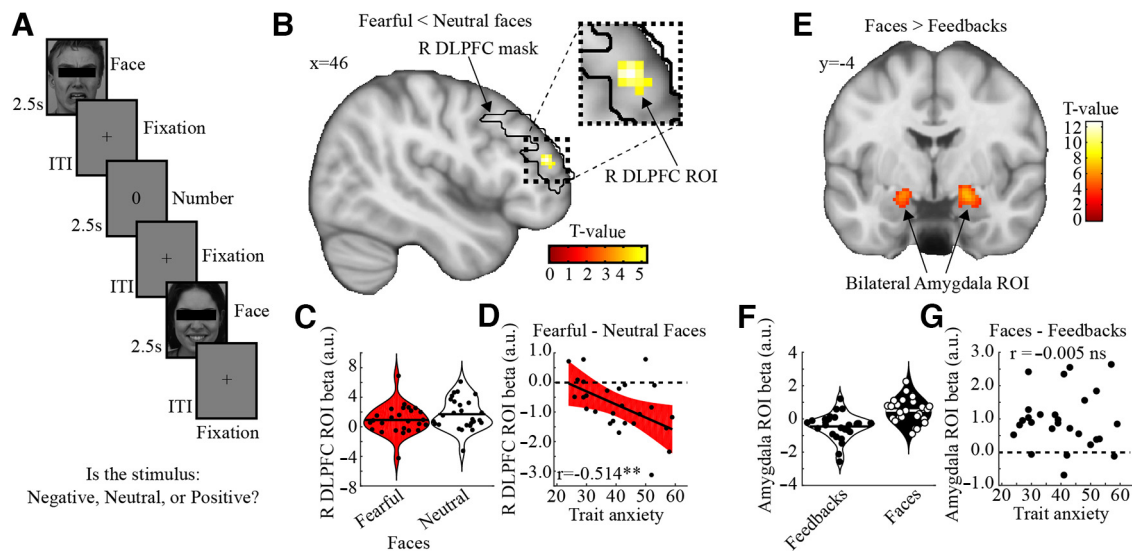 A
Face
2.5s
Fixation
ITI
0
Number
2.5s
Fixation
ITI
Face
2.5s
ITI
Fixation
Is the stimulus:
Negative, Neutral, or Positive?
B
Fearful < Neutral faces
R DLPFC mask
x=46
R DLPFC ROI
T-value
0 1 2 3 4 5
C
R DLPFC ROI beta (a.u.)
8
4
0
−4
−8
Fearful
Neutral
Faces
D
Fearful - Neutral Faces
R DLPFC ROI beta (a.u.)
1.0
0.0
-1.0
-2.0
-3.0
r=-0.514**
20 30 40 50 60
Trait anxiety
E
Faces > Feedbacks
y=-4
T-value
12
10
8
6
4
2
0
Bilateral Amygdala ROI
F
Amygdala ROI beta (a.u.)
4
2
0
−2
−4
Feedbacks
Faces
G
Faces - Feedbacks
r = −0.005 ns
Amygdala ROI beta (a.u.)
3.0
2.0
1.0
0.0
−1.0
20 30 40 50 60
Trait anxiety